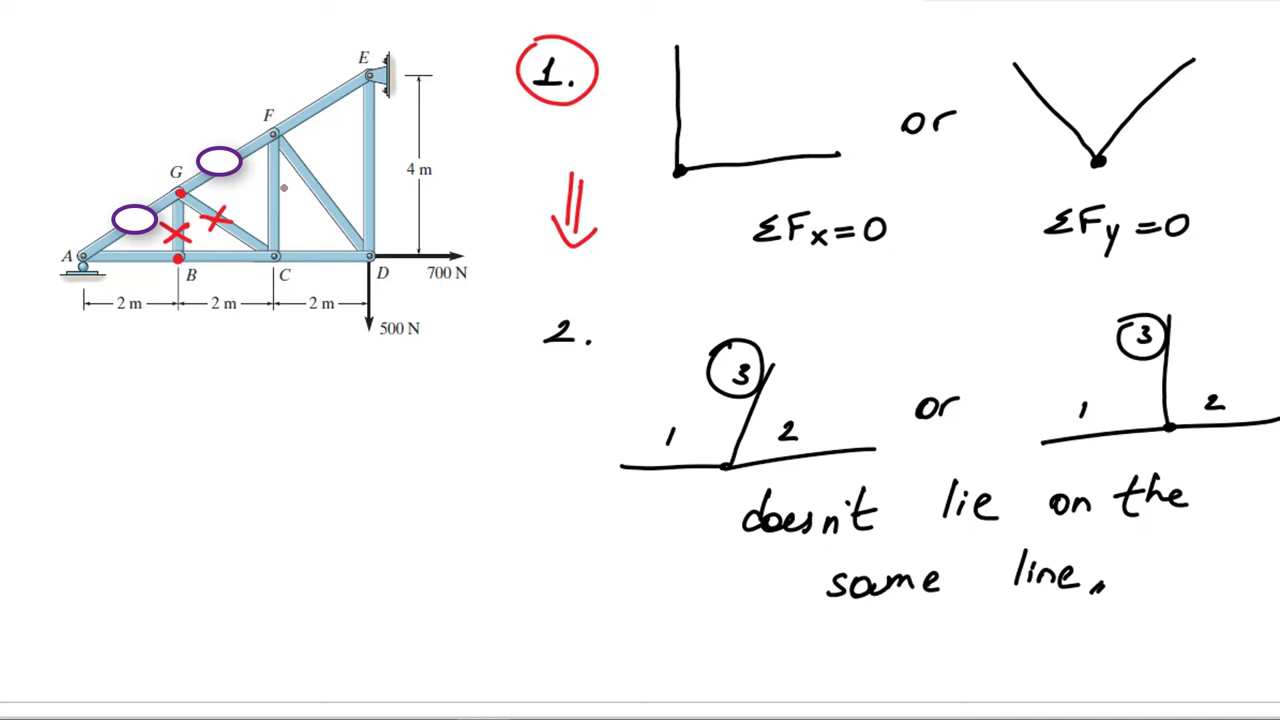 E
F
G
4 m
A
B
C
D
700 N
2 m
2 m
2 m
500 N
1.
or
ΣFx=0
ΣFy=0
2.
3
1
2
or
3
1
2
doesn't lie on the
same line.